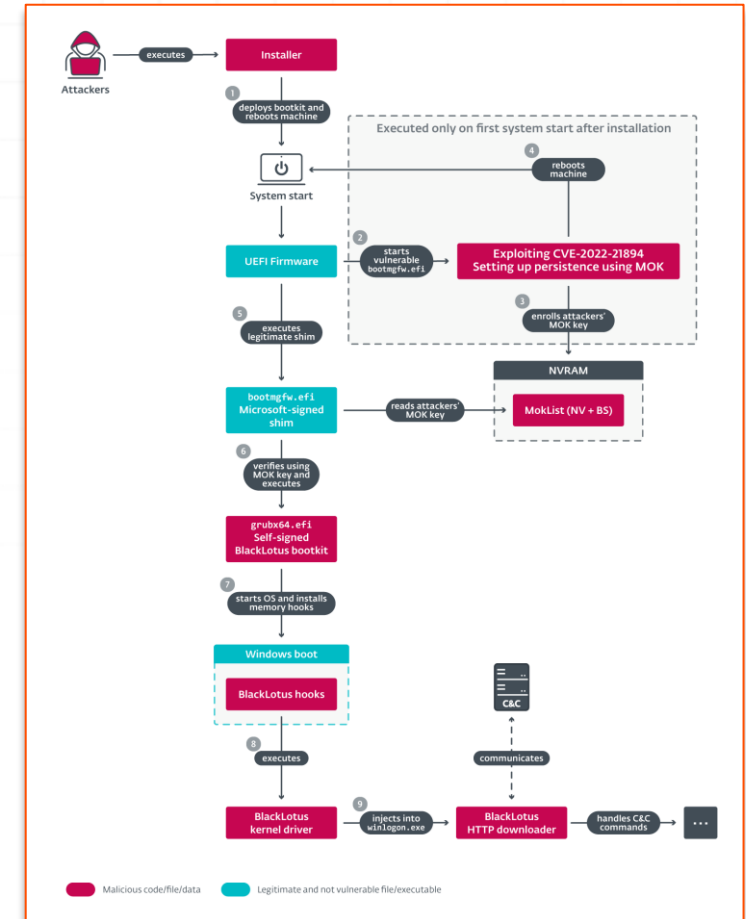 executes
Installer
Attackers
1
deploys bootkit and
reboots machine
Executed only on first system start after installation
4
reboots
machine
System start
2
UEFI Firmware
starts
vulnerable
bootmgfw.efi
Exploiting CVE-2022-21894
Setting up persistence using MOK
3
enrolls attackers'
MOK key
5
executes
legitimate shim
NVRAM
bootmgfw.efi
Microsoft-signed
shim
reads attackers'
MOK key
MokList (NV + BS)
6
verifies using
MOK key and
executes
grubx64.efi
Self-signed
BlackLotus bootkit
7
starts OS and installs
memory hooks
Windows boot
BlackLotus hooks
C&C
8
executes
communicates
9
BlackLotus
kernel driver
injects into
winlogon.exe
BlackLotus
HTTP downloader
handles C&C
commands
...
Malicious code/file/data
Legitimate and not vulnerable file/executable